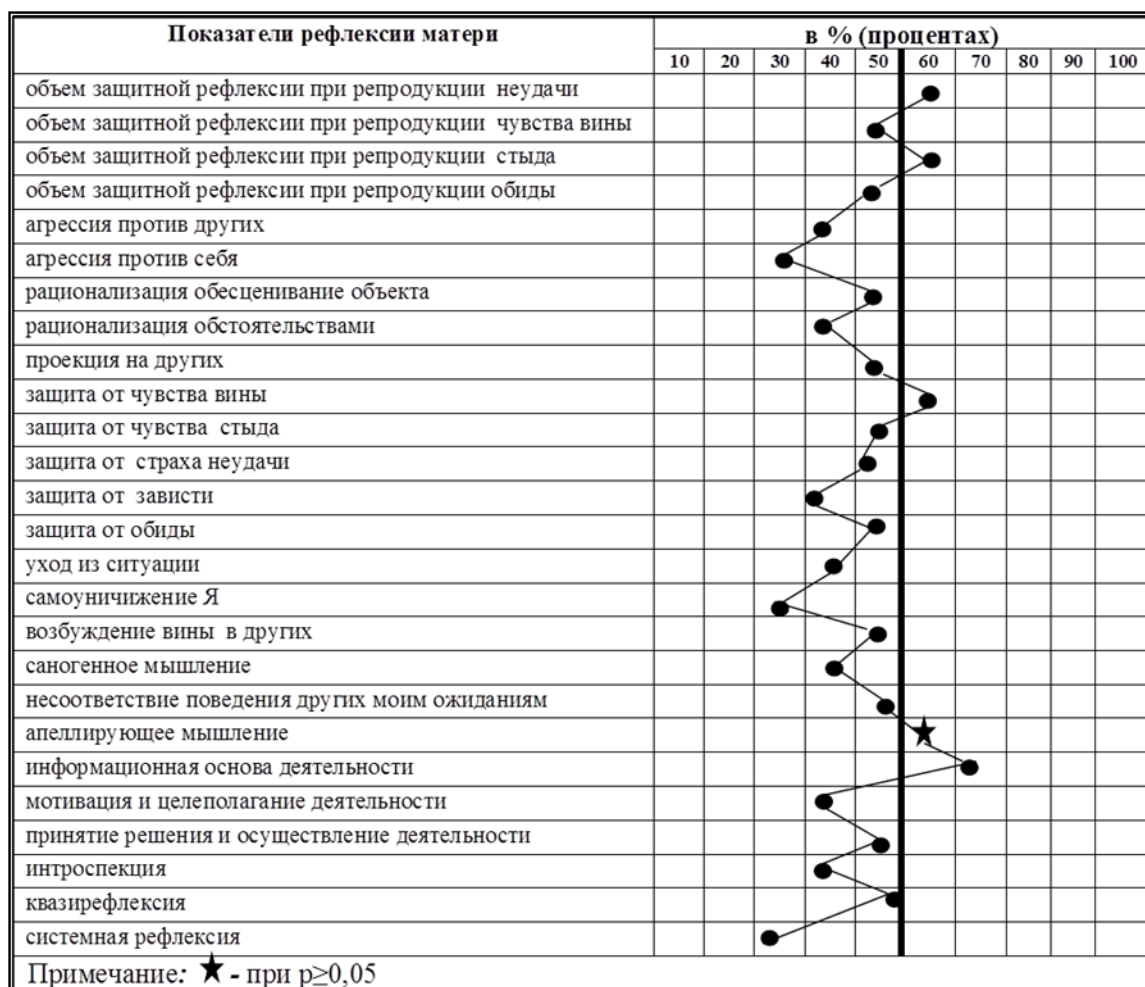 Показатели рефлексии матери
в % (процентах)
10 20 30 40 50 60 70 80 90 100
объем защитной рефлексии при репродукции неудачи
объем защитной рефлексии при репродукции чувства вины
объем защитной рефлексии при репродукции стыда
объем защитной рефлексии при репродукции обиды
агрессия против других
агрессия против себя
рационализация обесценивание объекта
рационализация обстоятельствами
проекция на других
защита от чувства вины
защита от чувства стыда
защита от страха неудачи
защита от зависти
защита от обиды
уход из ситуации
самоуничижение Я
возбуждение вины в других
саногенное мышление
несоответствие поведения других моим ожиданиям
апеллирующее мышление
информационная основа деятельности
мотивация и целеполагание деятельности
принятие решения и осуществление деятельности
интроспекция
квазирефлексия
системная рефлексия
Примечание: ★ - при р≥0,05